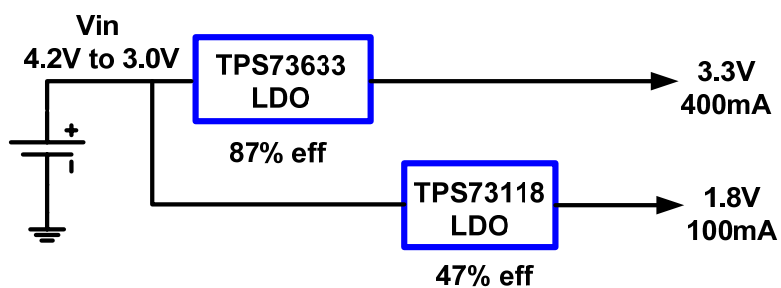 Vin
4.2V to 3.0V
TPS73633
LDO
87% eff
3.3V
400mA
+
-
TPS73118
LDO
47% eff
1.8V
100mA